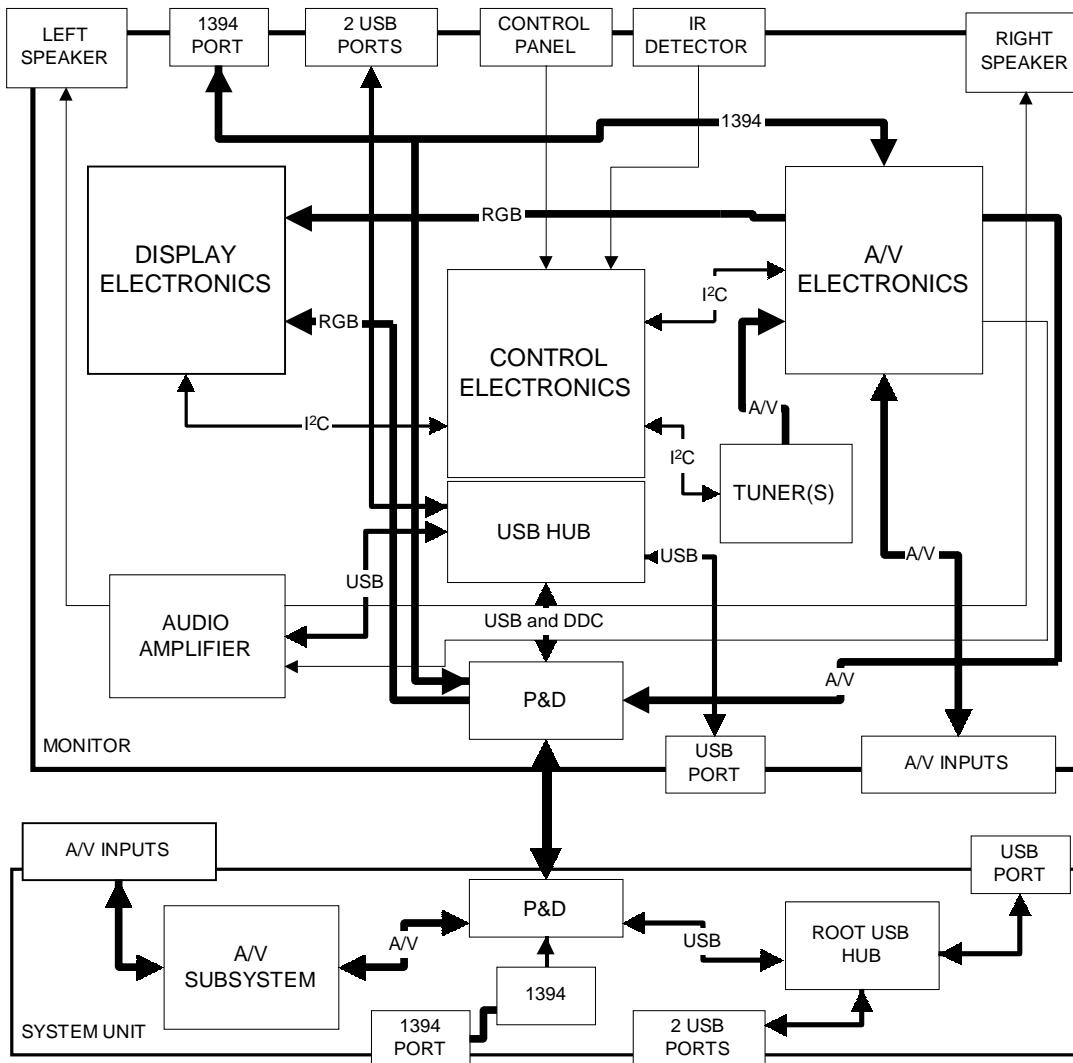 LEFT
SPEAKER
1394
PORT
2 USB
PORTS
CONTROL
PANEL
IR
DETECTOR
RIGHT
SPEAKER
1394
RGB
DISPLAY
ELECTRONICS
A/V
ELECTRONICS
I²C
RGB
CONTROL
ELECTRONICS
A/V
I²C
I²C
TUNER(S)
USB HUB
USB
A/V
USB
AUDIO
AMPLIFIER
USB and DDC
A/V
P&D
MONITOR
USB
PORT
A/V INPUTS
A/V INPUTS
USB
PORT
P&D
A/V
USB
ROOT USB
HUB
A/V
SUBSYSTEM
1394
SYSTEM UNIT
1394
PORT
2 USB
PORTS